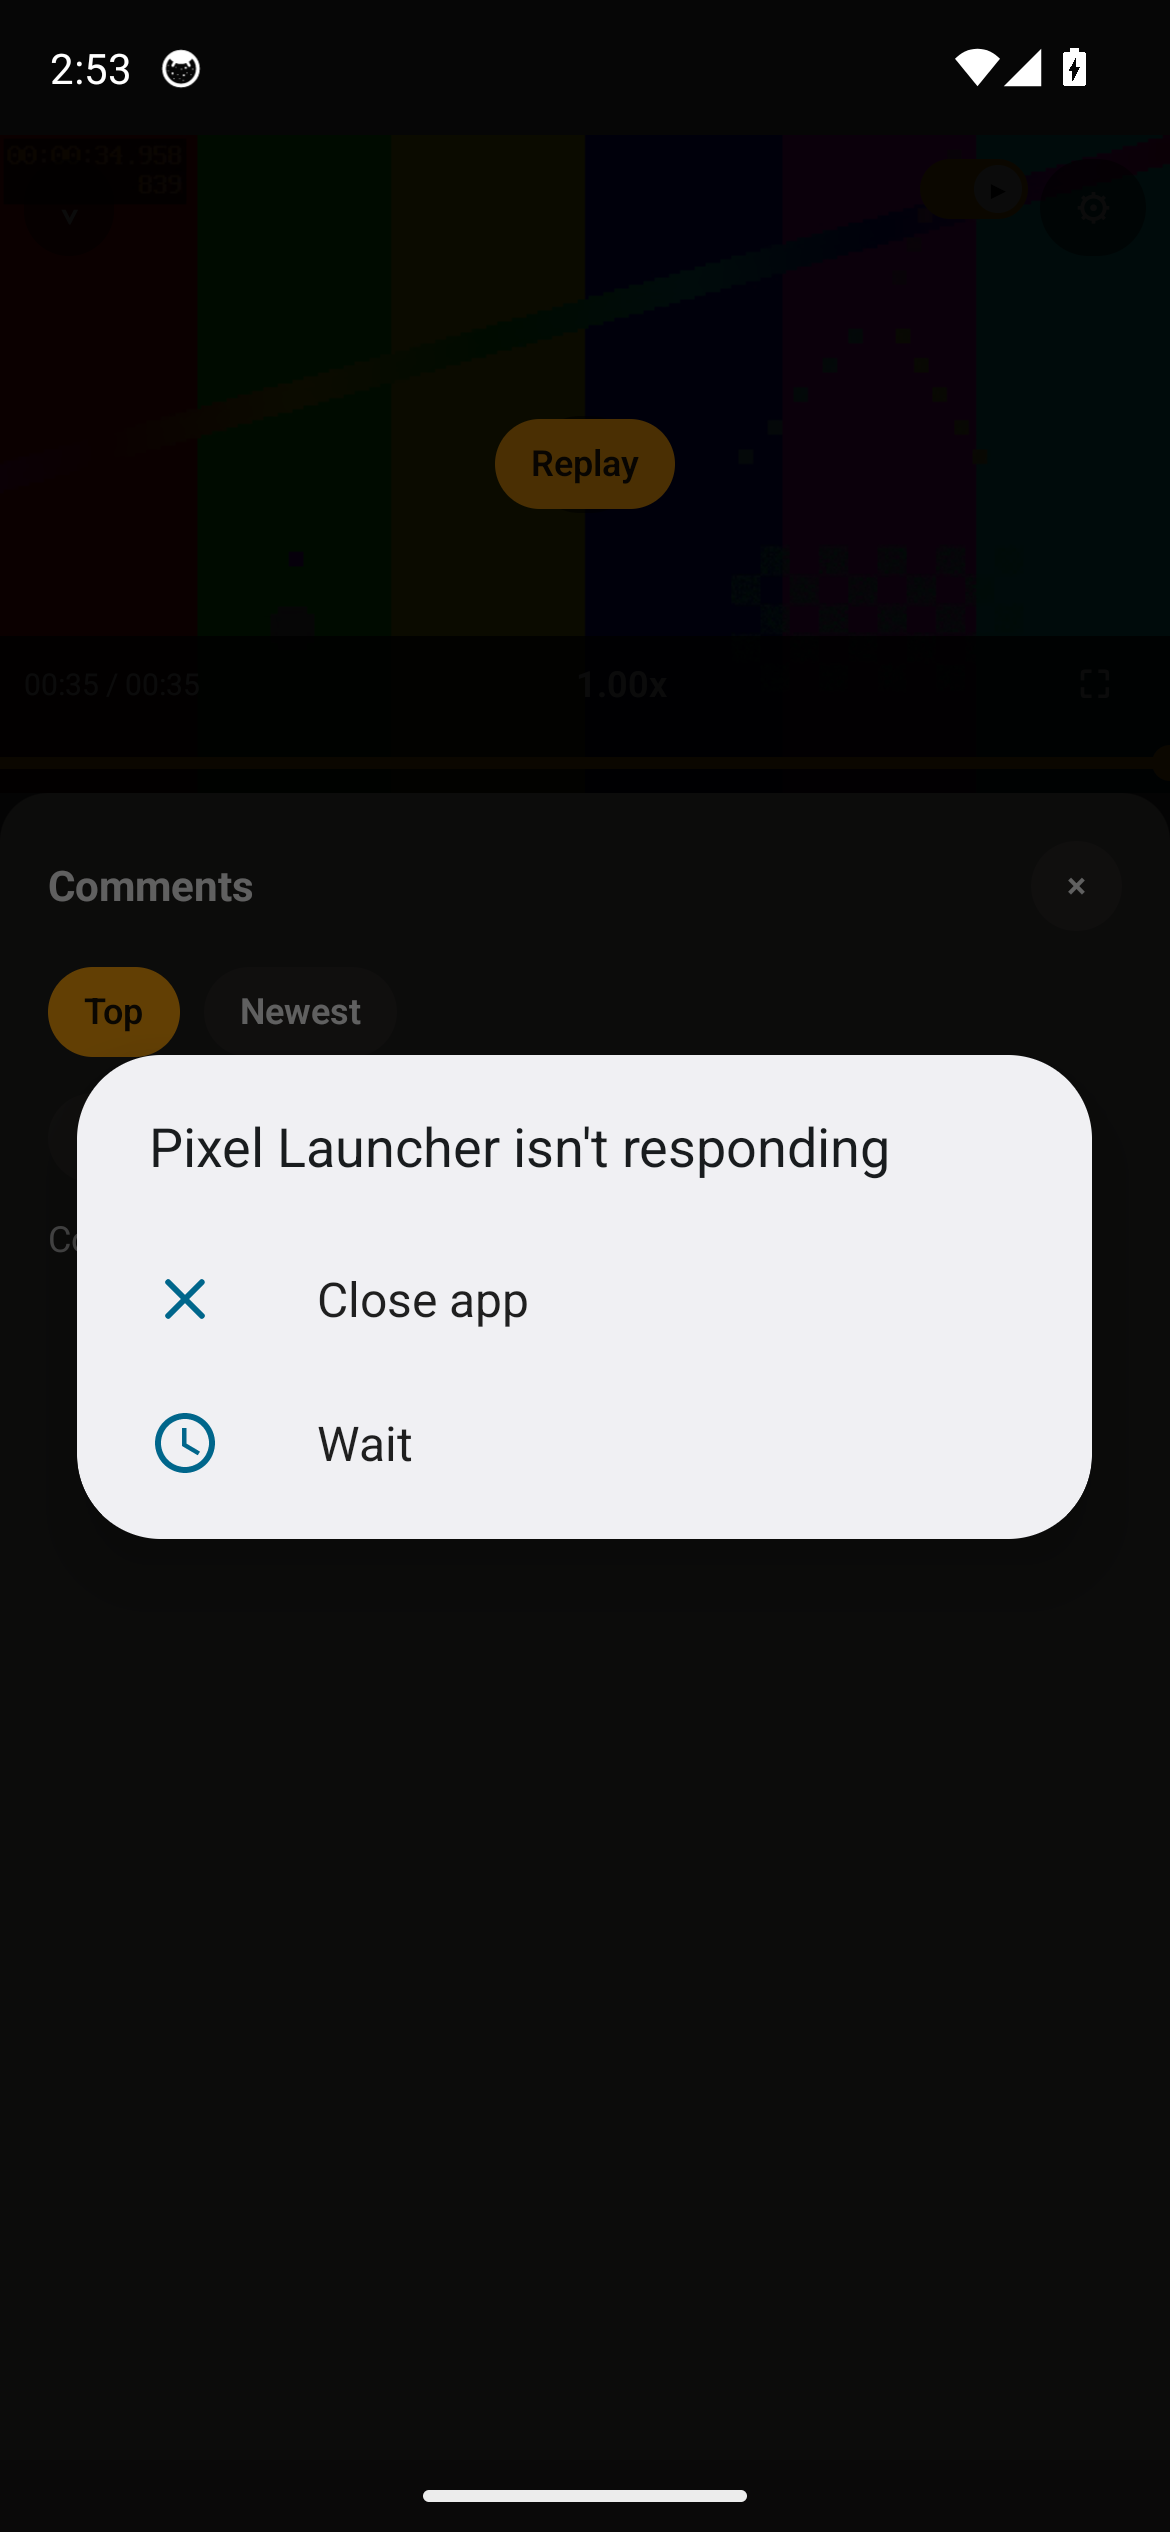 2:53
00:00:34.958
839
Replay
00:35 / 00:35
1.00x
Comments
Top
Newest
Pixel Launcher isn't responding
Close app
Wait